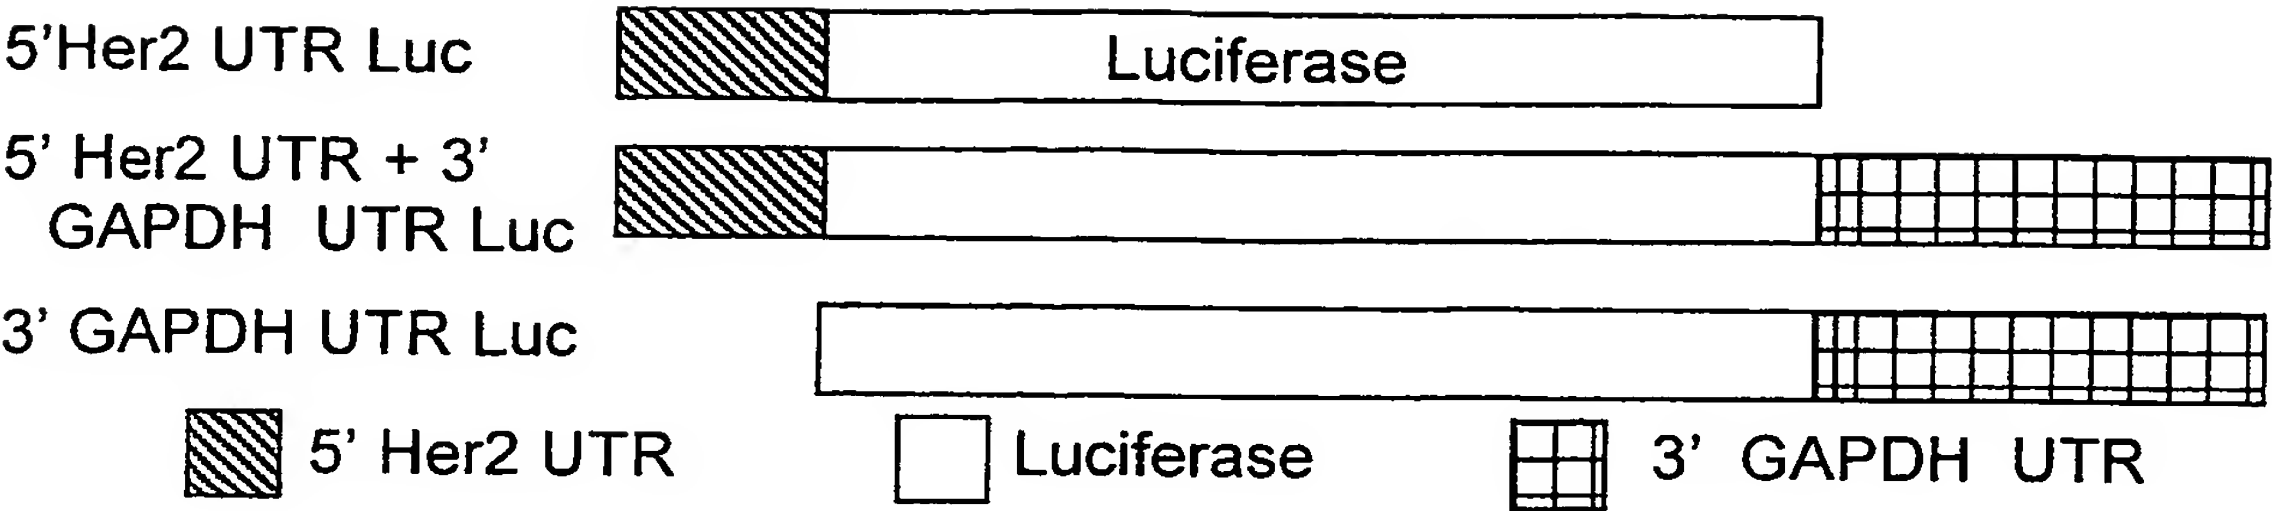 5'Her2 UTR Luc
Luciferase
5' Her2 UTR + 3'
GAPDH UTR Luc
3' GAPDH UTR Luc
5' Her2 UTR
Luciferase
3' GAPDH UTR